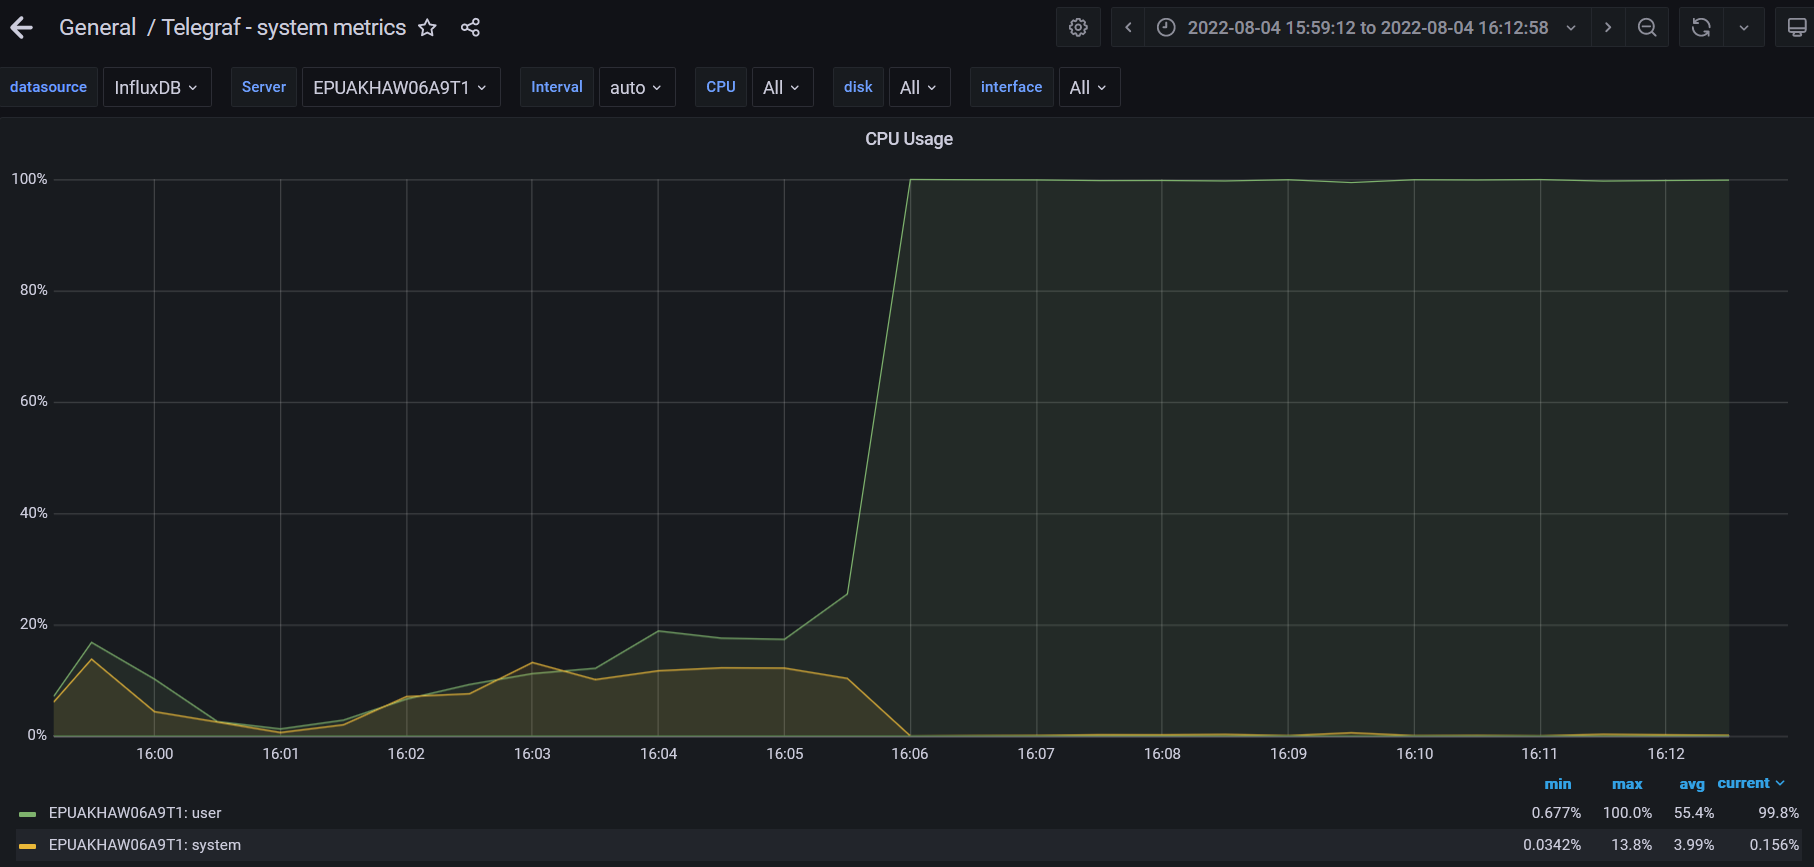 General / Telegraf - system metrics 2022-08-04 15:59:12 to 2022-08-04 16:12:58
datasource InfluxDB Server EPUAKHAW06A9T1 Interval auto CPU All disk All interface All
CPU Usage
100%
80%
60%
40%
20%
0%
16:00 16:01 16:02 16:03 16:04 16:05 16:06 16:07 16:08 16:09 16:10 16:11 16:12
min max avg current
EPUAKHAW06A9T1: user 0.677% 100.0% 55.4% 99.8%
EPUAKHAW06A9T1: system 0.0342% 13.8% 3.99% 0.156%